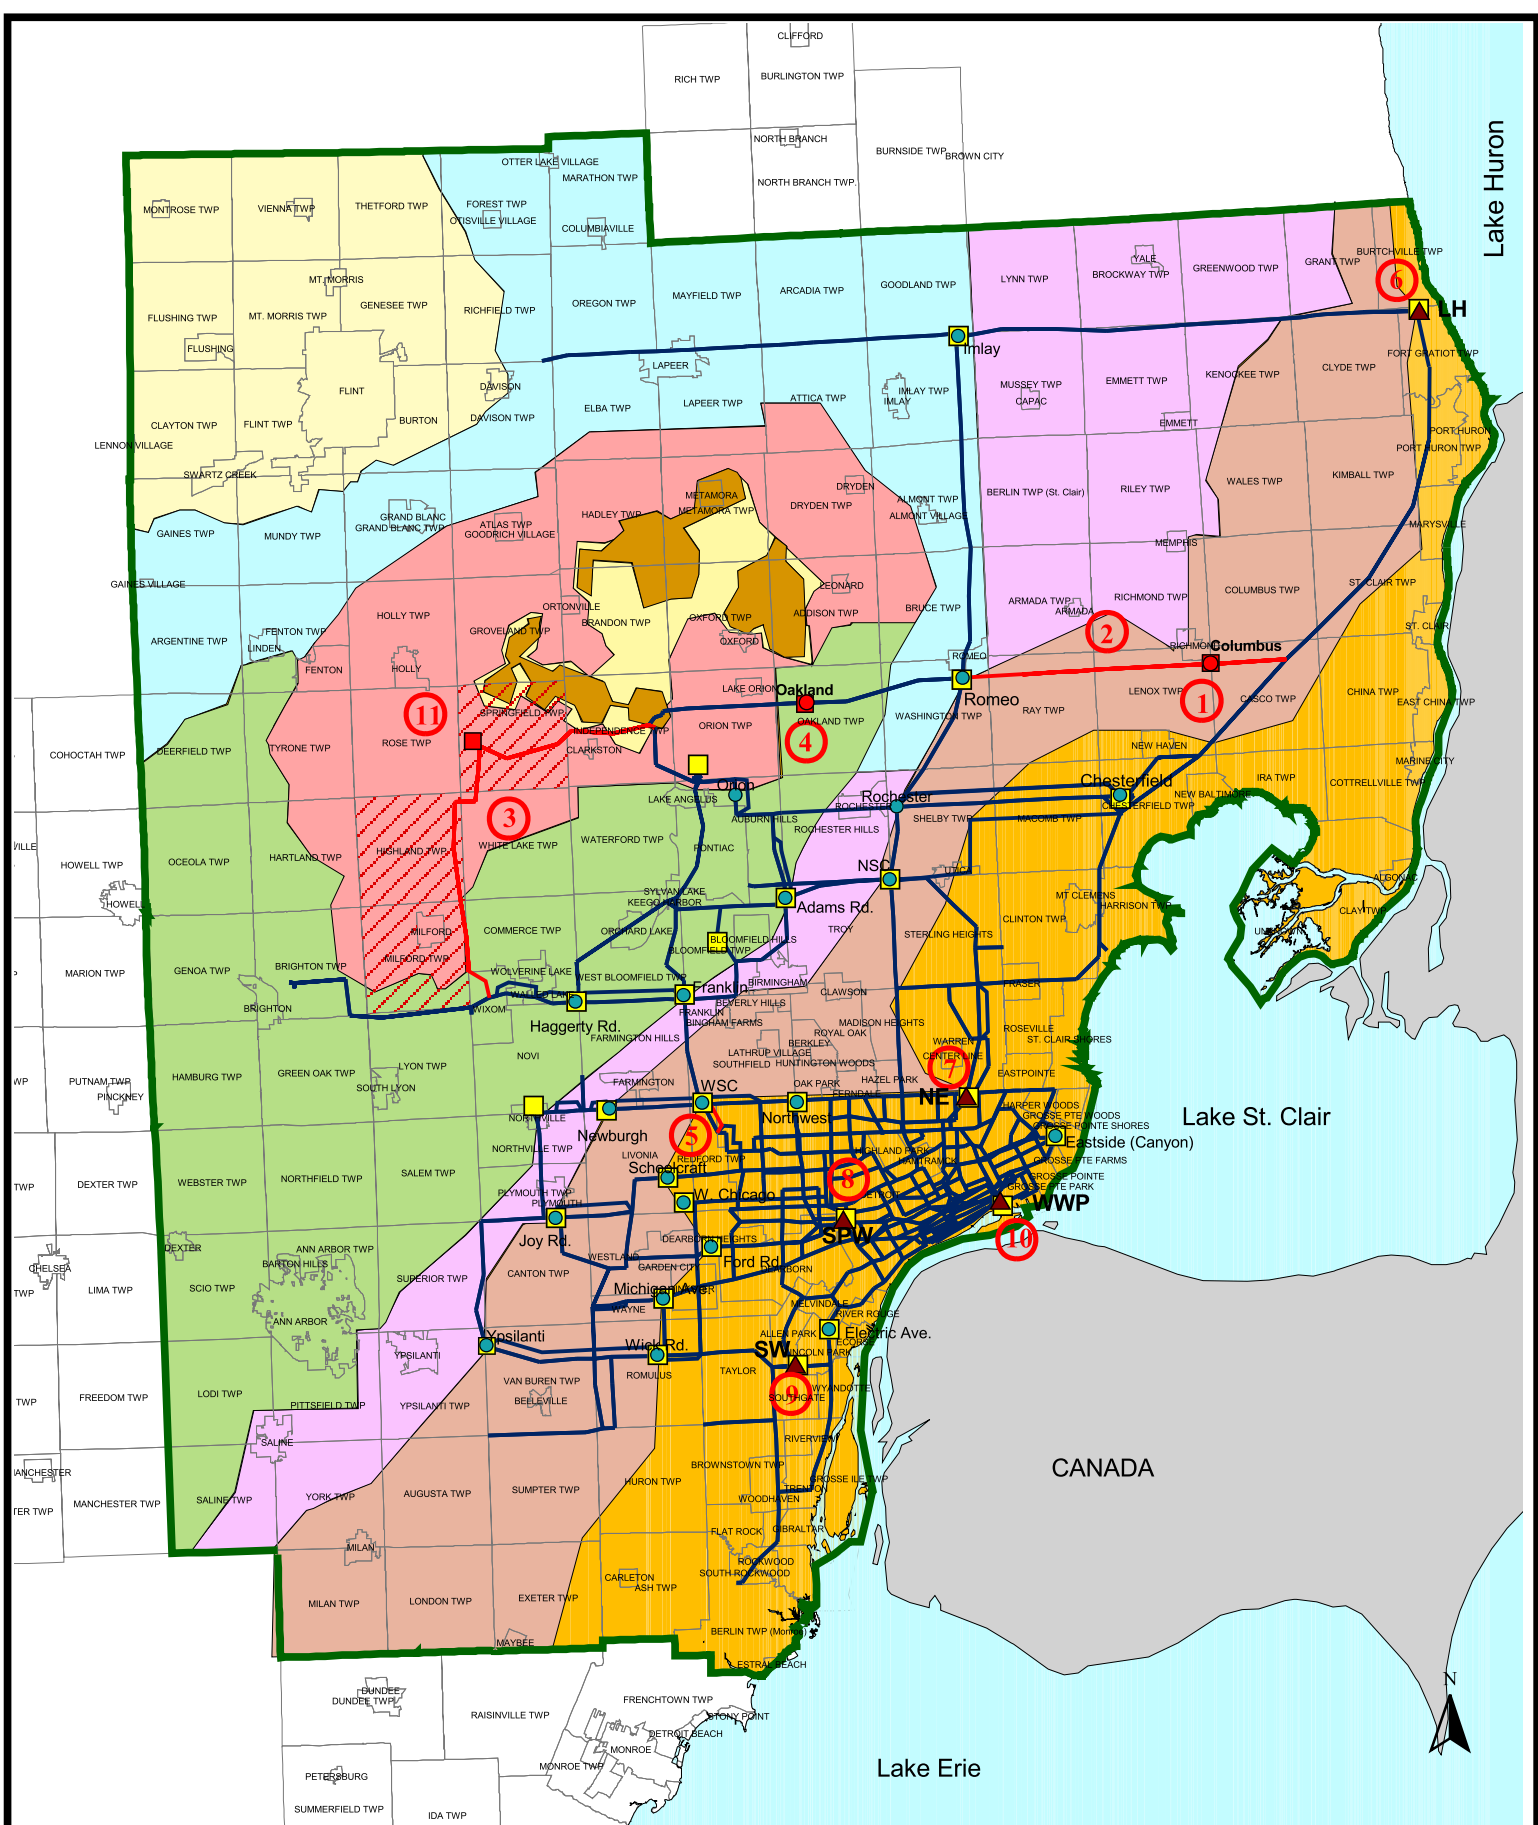 CLIFFORD
RICH TWP
BURLINGTON TWP
NORTH BRANCH
BURNSIDE TWP
BROWN CITY
NORTH BRANCH TWP.
Lake Huron
OTTER LAKE VILLAGE
MARATHON TWP
MONTROSE TWP
VIENNA TWP
THETFORD TWP
FOREST TWP
OTISVILLE VILLAGE
COLUMBIAVILLE
BURTCHVILLE TWP
GRANT TWP
YALE
BROCKWAY TWP
GREENWOOD TWP
LYNN TWP
6
MT. MORRIS
GENESEE TWP
RICHFIELD TWP
OREGON TWP
MAYFIELD TWP
ARCADIA TWP
GOODLAND TWP
LH
FLUSHING TWP
MT. MORRIS TWP
FLUSHING
Imlay
FORT GRATIOT TWP
LAPEER
CLYDE TWP
KENOCKEE TWP
EMMETT TWP
MUSSEY TWP
CAPAC
FLINT
DAVISON
IMLAY TWP
IMLAY
ATTICA TWP
LAPEER TWP
ELBA TWP
DAVISON TWP
BURTON
FLINT TWP
CLAYTON TWP
LENNON VILLAGE
EMMETT
PORT HURON
PORT HURON TWP
SWARTZ CREEK
KIMBALL TWP
WALES TWP
RILEY TWP
BERLIN TWP (St. Clair)
DRYDEN
DRYDEN TWP
METAMORA
METAMORA TWP
HADLEY TWP
ALMONT TWP
ALMONT VILLAGE
GRAND BLANC
GRAND BLANC TWP
ATLAS TWP
GOODRICH VILLAGE
MARYSVILLE
GAINES TWP
MUNDY TWP
MEMPHIS
GAINES VILLAGE
LEONARD
ST. CLAIR TWP
COLUMBUS TWP
RICHMOND TWP
ARMADA TWP
ARMADA
BRUCE TWP
ADDISON TWP
OXFORD TWP
ORTONVILLE
BRANDON TWP
HOLLY TWP
GROVELAND TWP
ST. CLAIR
2
ARGENTINE TWP
FENTON TWP
LINDEN
FENTON
HOLLY
OXFORD
ROMEO
RICHMOND
Columbus
LAKE ORION
Oakland
Romeo
LENOX TWP
1
CASCO TWP
CHINA TWP
EAST CHINA TWP
11
SPRINGFIELD TWP
INDEPENDENCE TWP
ORION TWP
OAKLAND TWP
WASHINGTON TWP
RAY TWP
4
COHOCTAH TWP
DEERFIELD TWP
TYRONE TWP
ROSE TWP
CLARKSTON
NEW HAVEN
MARINE CITY
Orion
Chesterfield
IRA TWP
COTTRELLVILLE TWP
NEW BALTIMORE
CHESTERFIELD TWP
LAKE ANGELUS
Rochester
ROCHESTER
3
AUBURN HILLS
ROCHESTER HILLS
SHELBY TWP
MACOMB TWP
HOWELL TWP
OCEOLA TWP
HARTLAND TWP
HIGHLAND TWP
WHITE LAKE TWP
WATERFORD TWP
PONTIAC
NSC
UTICA
ALGONAC
HOWELL
SYLVAN LAKE
KEEGO HARBOR
Adams Rd.
MT CLEMENS
HARRISON TWP
CLINTON TWP
CLAY TWP
UNKNOWN
MILFORD
COMMERCE TWP
ORCHARD LAKE
BLOOMFIELD HILLS
BLOOMFIELD TWP
TROY
STERLING HEIGHTS
MARION TWP
GENOA TWP
BRIGHTON TWP
MILFORD TWP
WOLVERINE LAKE
WEST BLOOMFIELD TWP
BIRMINGHAM
FRASER
BRIGHTON
WIXOM
WALLED LAKE
Haggerty Rd.
Franklin
FRANKLIN
BINGHAM FARMS
BEVERLY HILLS
CLAWSON
MADISON HEIGHTS
ROYAL OAK
BERKLEY
ROSEVILLE
ST. CLAIR SHORES
WARREN
CENTER LINE
FARMINGTON HILLS
NOVI
LATHRUP VILLAGE
SOUTHFIELD
HUNTINGTON WOODS
7
PUTNAM TWP
PINCKNEY
HAMBURG TWP
GREEN OAK TWP
LYON TWP
SOUTH LYON
FARMINGTON
WSC
OAK PARK
HAZEL PARK
FERNDALE
EASTPOINTE
NE
HARPER WOODS
GROSSE PTE WOODS
GROSSE POINTE SHORES
Lake St. Clair
NORTHVILLE
Newburgh
5
Northwest
Eastside (Canyon)
NORTHVILLE TWP
LIVONIA
REDFORD TWP
HIGHLAND PARK
HAMTRAMCK
GROSSE PTE FARMS
Schoolcraft
8
GROSSE POINTE
GROSSE PTE PARK
DEXTER TWP
WEBSTER TWP
NORTHFIELD TWP
SALEM TWP
PLYMOUTH TWP
PLYMOUTH
W. Chicago
DETROIT
WWP
SPW
10
Joy Rd.
DEARBORN HEIGHTS
DEXTER
ANN ARBOR TWP
BARTON HILLS
WESTLAND
GARDEN CITY
Ford Rd.
DEARBORN
CHELSEA
LIMA TWP
SCIO TWP
SUPERIOR TWP
CANTON TWP
Michigan Ave.
WAYNE
MELVINDALE
RIVER ROUGE
ANN ARBOR
Ypsilanti
YPSILANTI
Wick Rd.
ALLEN PARK
Electric Ave.
ECORSE
SW
LINCOLN PARK
ROMULUS
TAYLOR
9
WYANDOTTE
SOUTHGATE
FREEDOM TWP
LODI TWP
PITTSFIELD TWP
YPSILANTI TWP
VAN BUREN TWP
BELLEVILLE
SALINE
RIVERVIEW
BROWNSTOWN TWP
CANADA
MANCHESTER TWP
SALINE TWP
YORK TWP
AUGUSTA TWP
SUMPTER TWP
HURON TWP
GROSSE ILE TWP
TRENTON
WOODHAVEN
FLAT ROCK
GIBRALTAR
MILAN
ROCKWOOD
SOUTH ROCKWOOD
CARLETON
ASH TWP
MILAN TWP
LONDON TWP
EXETER TWP
MAYBEE
BERLIN TWP (Monroe)
ESTRAL BEACH
DUNDEE
DUNDEE TWP
RAISINVILLE TWP
FRENCHTOWN TWP
STONY POINT
DETROIT BEACH
MONROE
MONROE TWP
PETERSBURG
SUMMERFIELD TWP
IDA TWP
Lake Erie
N